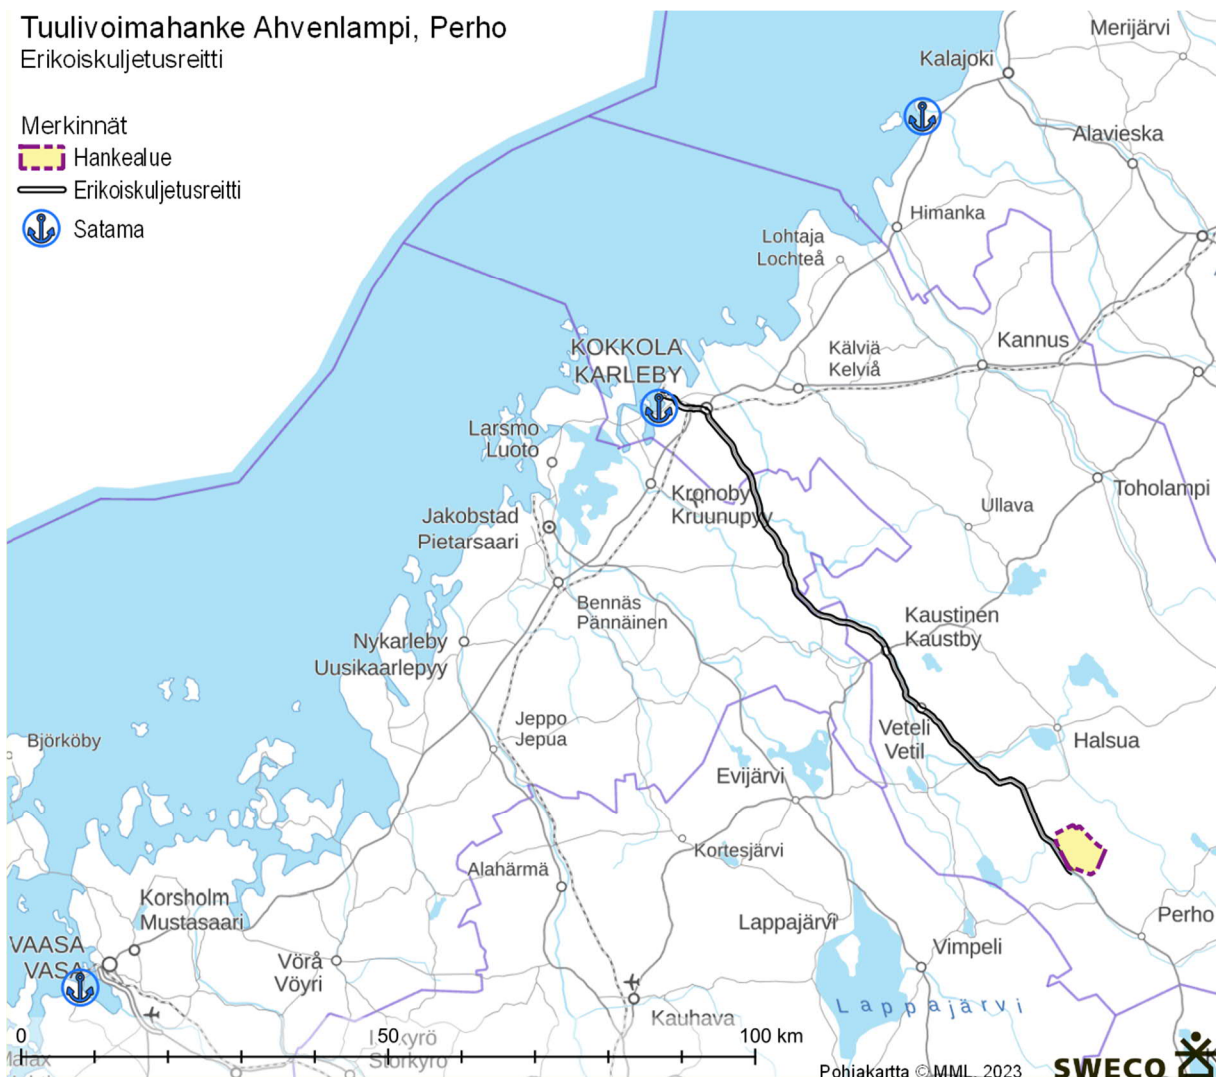 Tuulivoimahanke Ahvenlampi, Perho
Erikoiskuljetusreitti
Merkinnät
Hankealue
Erikoiskuljetusreitti
Satama
Merijärvi
Kalajoki
Alavieska
Himanka
Lohtaja
Lochteå
Kannus
KOKKOLA
KARLEBY
Kälviä
Kelviå
Larsmo
Luoto
Toholampi
Kronoby
Kruunupyy
Ullava
Jakobstad
Pietarsaari
Bennäs
Pännäinen
Kaustinen
Kaustby
Nykarleby
Uusikaarlepyy
Jeppo
Jepua
Veteli
Vetil
Halsua
Björköby
Evijärvi
Kortesjärvi
Alahärmä
Korsholm
Mustasaari
Lappajärvi
Perho
VAASA
VASA
Vörå
Vöyri
Vimpeli
Lappajärvi
Kauhava
0 50 100 km
Storkyro
Pohjakartta © MML, 2023
SWECO